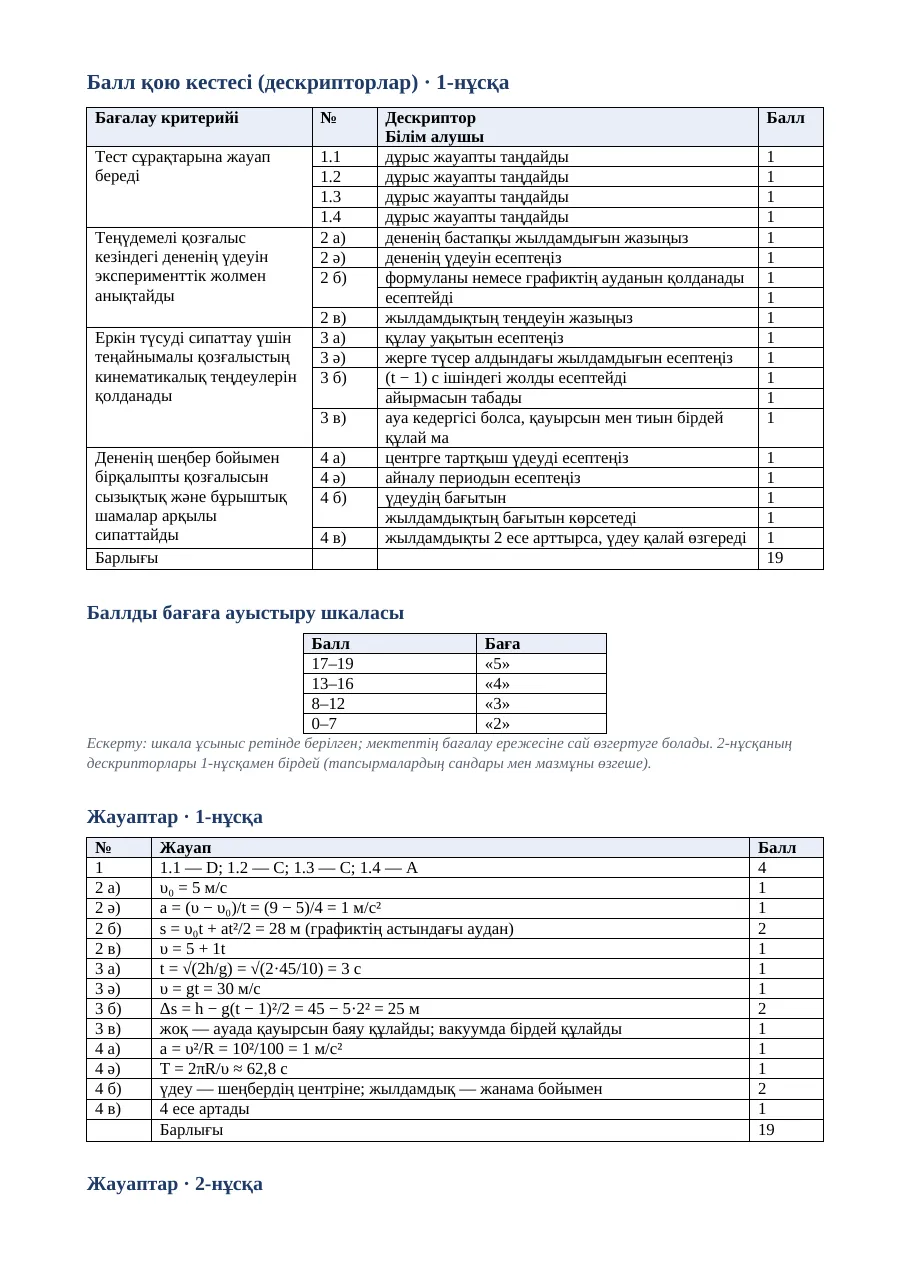 Балл қою кестесі (дескрипторлар) · 1-нұсқа
Бағалау критерийі № Дескриптор Балл
Білім алушы
Тест сұрақтарына жауап 1.1 дұрыс жауапты таңдайды 1
береді 1.2 дұрыс жауапты таңдайды 1
1.3 дұрыс жауапты таңдайды 1
1.4 дұрыс жауапты таңдайды 1
Теңүдемелі қозғалыс 2 а) дененің бастапқы жылдамдығын жазыңыз 1
кезіндегі дененің үдеуін 2 ә) дененің үдеуін есептеңіз 1
эксперименттік жолмен 2 б) формуланы немесе графиктің ауданын қолданады 1
анықтайды есептейді 1
2 в) жылдамдықтың теңдеуін жазыңыз 1
Еркін түсуді сипаттау үшін 3 а) құлау уақытын есептеңіз 1
теңайнымалы қозғалыстың 3 ә) жерге түсер алдындағы жылдамдығын есептеңіз 1
кинематикалық теңдеулерін 3 б) (t − 1) с ішіндегі жолды есептейді 1
қолданады айырмасын табады 1
3 в) ауа кедергісі болса, қауырсын мен тиын бірдей 1
құлай ма
Дененің шеңбер бойымен 4 а) центрге тартқыш үдеуді есептеңіз 1
бірқалыпты қозғалысын 4 ә) айналу периодын есептеңіз 1
сызықтық және бұрыштық 4 б) үдеудің бағытын 1
шамалар арқылы жылдамдықтың бағытын көрсетеді 1
сипаттайды 4 в) жылдамдықты 2 есе арттырса, үдеу қалай өзгереді 1
Барлығы 19
Баллды бағаға ауыстыру шкаласы
Балл Баға
17–19 «5»
13–16 «4»
8–12 «3»
0–7 «2»
Ескерту: шкала ұсыныс ретінде берілген; мектептің бағалау ережесіне сай өзгертуге болады. 2-нұсқаның
дескрипторлары 1-нұсқамен бірдей (тапсырмалардың сандары мен мазмұны өзгеше).
Жауаптар · 1-нұсқа
№ Жауап Балл
1 1.1 — D; 1.2 — C; 1.3 — C; 1.4 — A 4
2 а) υ₀ = 5 м/с 1
2 ә) a = (υ − υ₀)/t = (9 − 5)/4 = 1 м/с² 1
2 б) s = υ₀t + at²/2 = 28 м (графиктің астындағы аудан) 2
2 в) υ = 5 + 1t 1
3 а) t = √(2h/g) = √(2·45/10) = 3 с 1
3 ә) υ = gt = 30 м/с 1
3 б) Δs = h − g(t − 1)²/2 = 45 − 5·2² = 25 м 2
3 в) жоқ — ауада қауырсын баяу құлайды; вакуумда бірдей құлайды 1
4 а) a = υ²/R = 10²/100 = 1 м/с² 1
4 ә) T = 2πR/υ ≈ 62,8 с 1
4 б) үдеу — шеңбердің центріне; жылдамдық — жанама бойымен 2
4 в) 4 есе артады 1
Барлығы 19
Жауаптар · 2-нұсқа